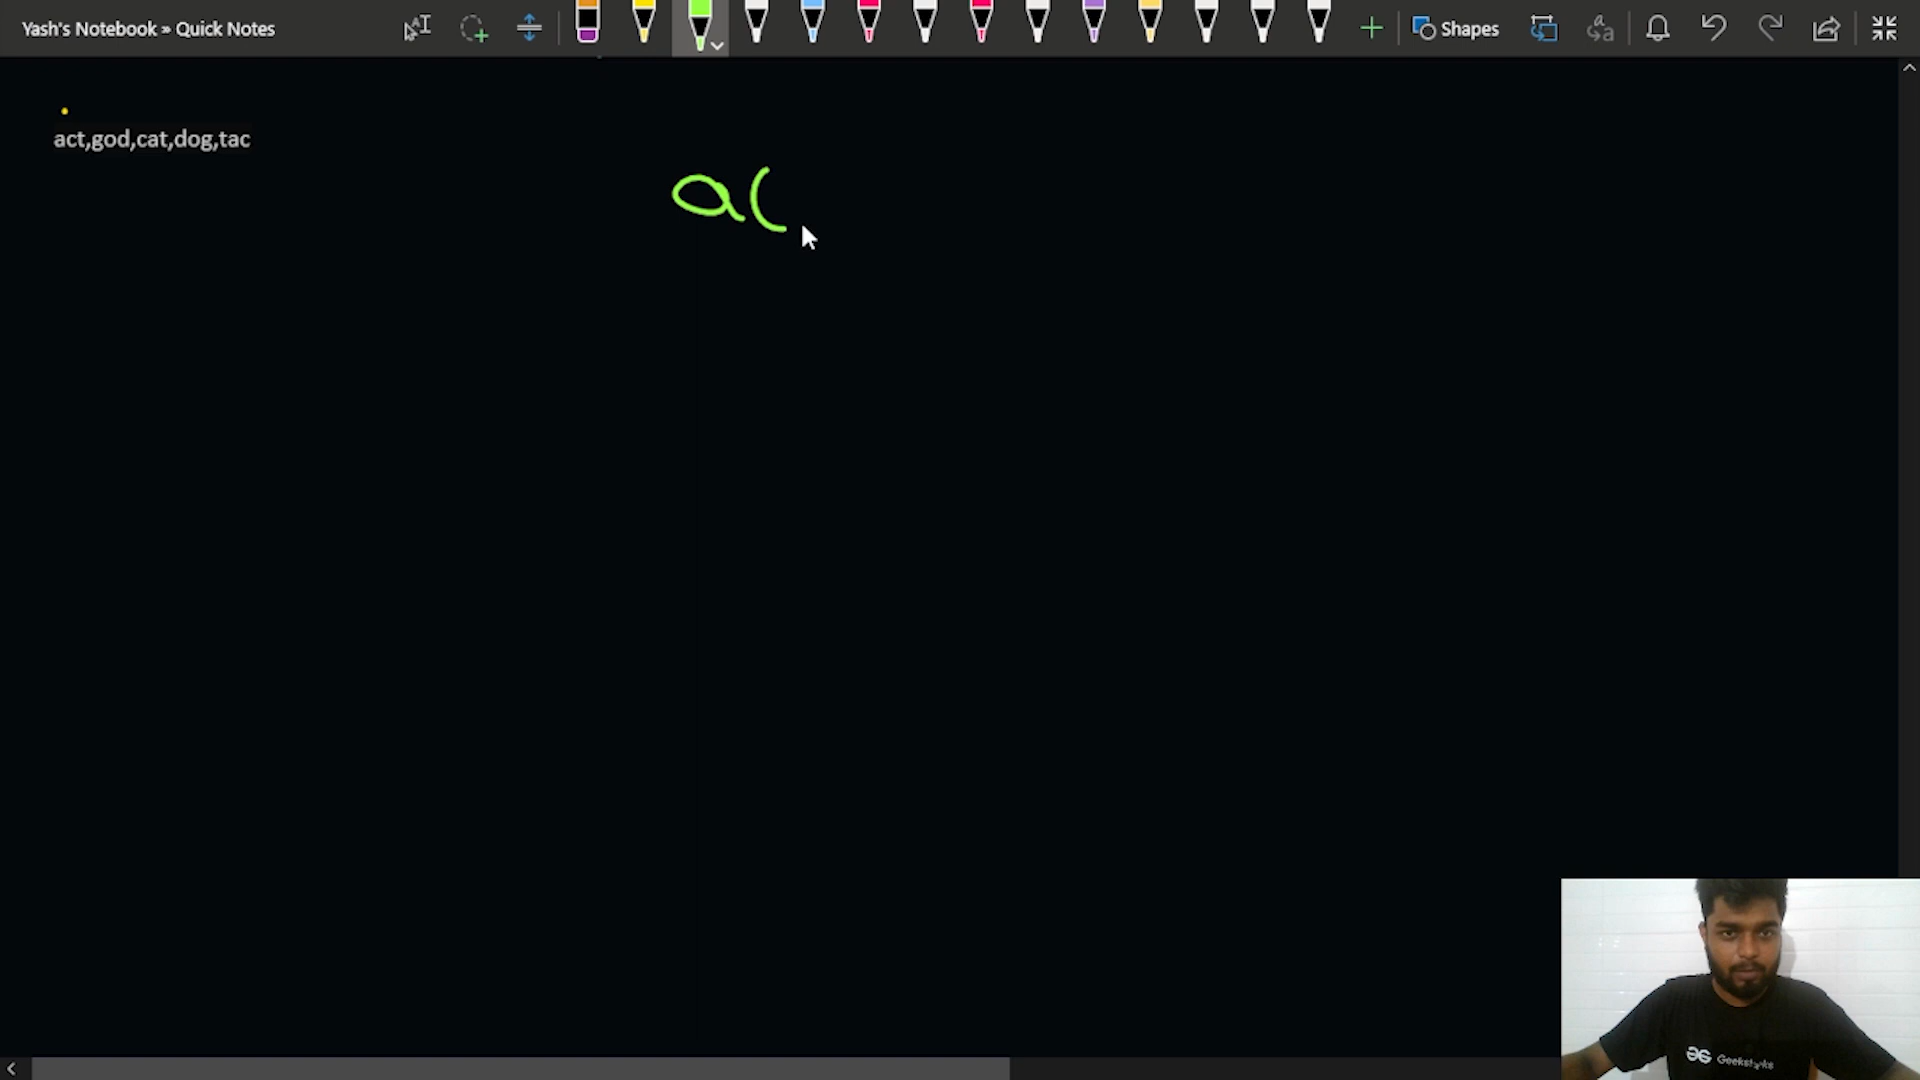 Yash's Notebook » Quick Notes
Shapes
act,god,cat,dog,tac
ac